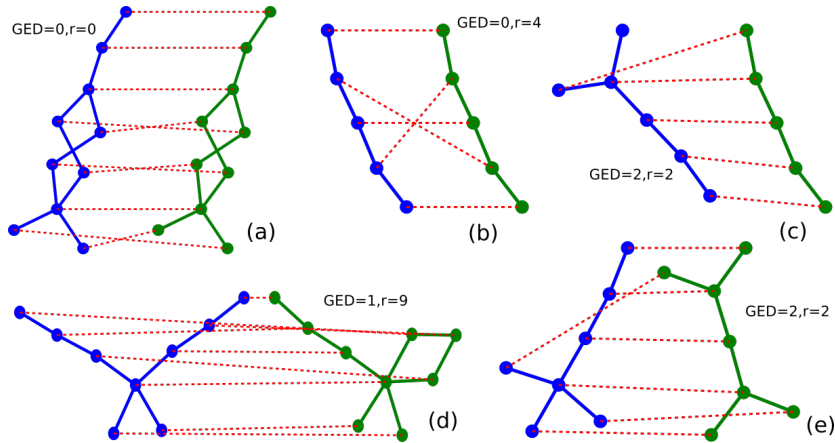 GED=0,r=0
(a)
GED=0,r=4
(b)
GED=2,r=2
(c)
GED=1,r=9
(d)
GED=2,r=2
(e)